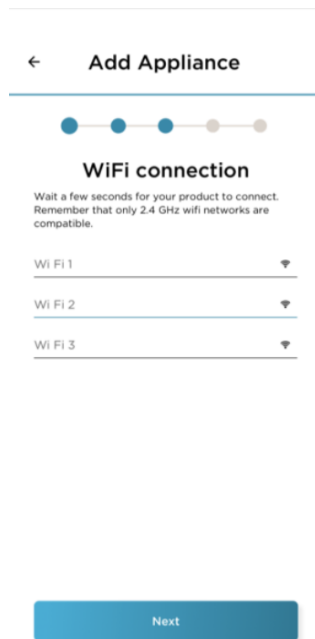 Add Appliance
WiFi connection
Wait a few seconds for your product to connect.
Remember that only 2.4 GHz wifi networks are
compatible.
Wi Fi 1
Wi Fi 2
Wi Fi 3
Next